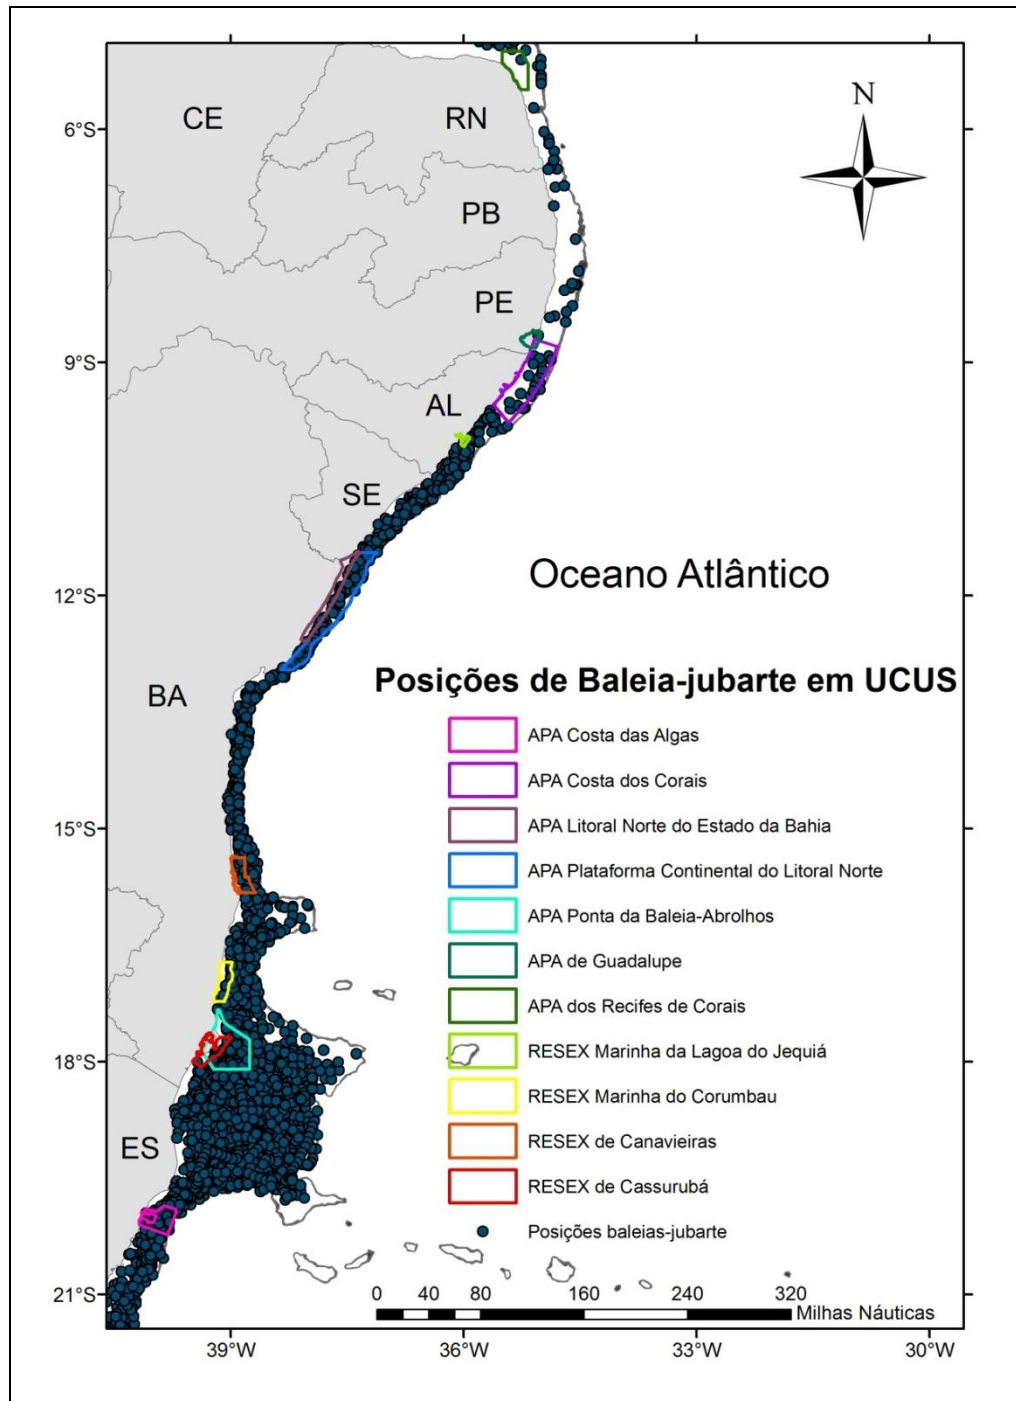 N
CE
RN
6°S
PB
PE
9°S
AL
SE
Oceano Atlântico
12°S
Posições de Baleia-jubarte em UCUS
BA
APA Costa das Algas
APA Costa dos Corais
APA Litoral Norte do Estado da Bahia
15°S
APA Plataforma Continental do Litoral Norte
APA Ponta da Baleia-Abrolhos
APA de Guadalupe
APA dos Recifes de Corais
RESEX Marinha da Lagoa do Jequiá
18°S
RESEX Marinha do Corumbau
RESEX de Canavieiras
ES
RESEX de Cassurubá
Posições baleias-jubarte
21°S
0 40 80 160 240 320
Milhas Náuticas
39°W 36°W 33°W 30°W